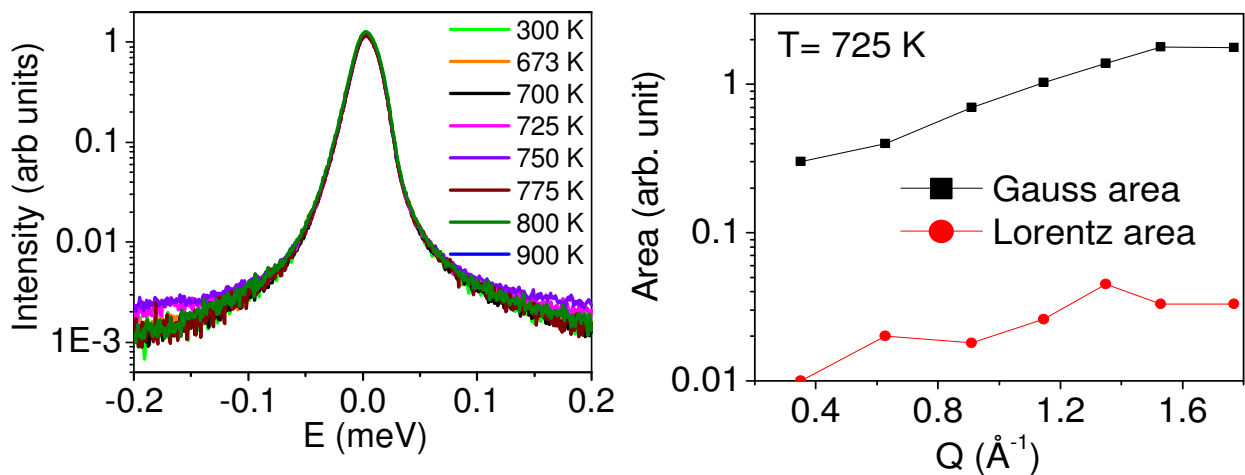 Intensity (arb units)
1
0.1
0.01
1E-3
300 K
673 K
700 K
725 K
750 K
775 K
800 K
900 K
-0.2
-0.1
0.0
0.1
0.2
E (meV)
Area (arb. unit)
T= 725 K
1
0.1
0.01
Gauss area
Lorentz area
0.4
0.8
1.2
1.6
Q (Å⁻¹)